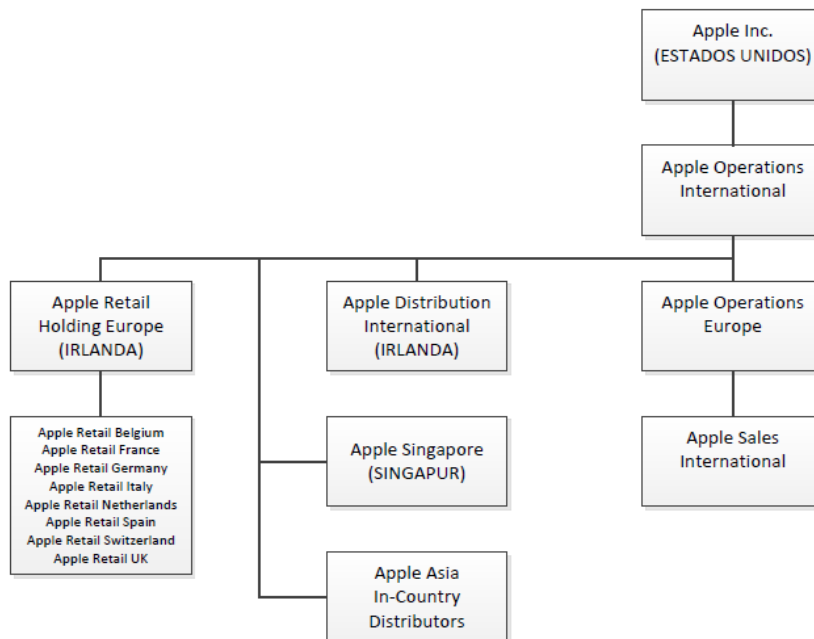 Apple Inc.
(ESTADOS UNIDOS)
Apple Operations
International
Apple Retail
Holding Europe
(IRLANDA)
Apple Distribution
International
(IRLANDA)
Apple Operations
Europe
Apple Retail Belgium
Apple Retail France
Apple Retail Germany
Apple Retail Italy
Apple Retail Netherlands
Apple Retail Spain
Apple Retail Switzerland
Apple Retail UK
Apple Singapore
(SINGAPUR)
Apple Sales
International
Apple Asia
In-Country
Distributors